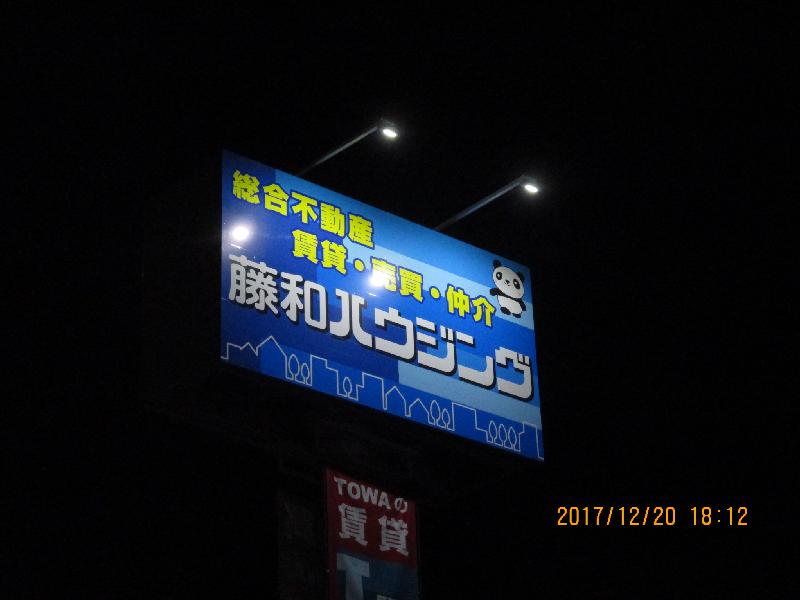 総合不動産
賃貸・売買・仲介
藤和ハウジング
TOWAの
賃貸
T
2017/12/20 18:12